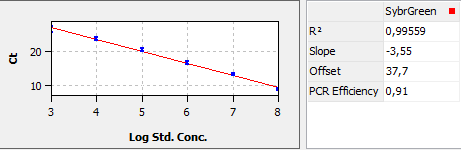 Ct
20
10
3 4 5 6 7 8
Log Std. Conc.
SybrGreen
R² 0,99559
Slope -3,55
Offset 37,7
PCR Efficiency 0,91